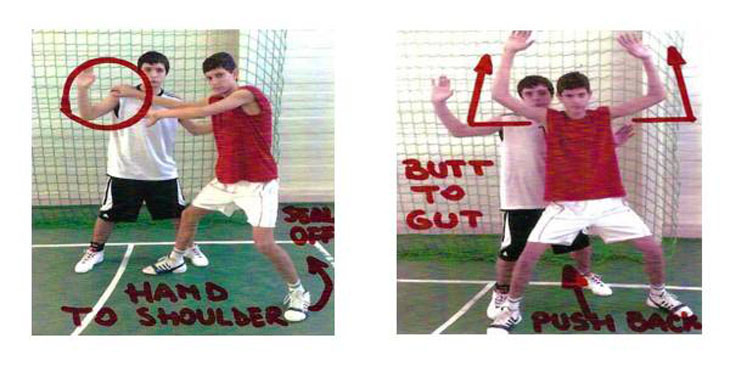 SEAL
OFF
HAND
TO SHOULDER
BUTT
TO
GUT
PUSH BACK